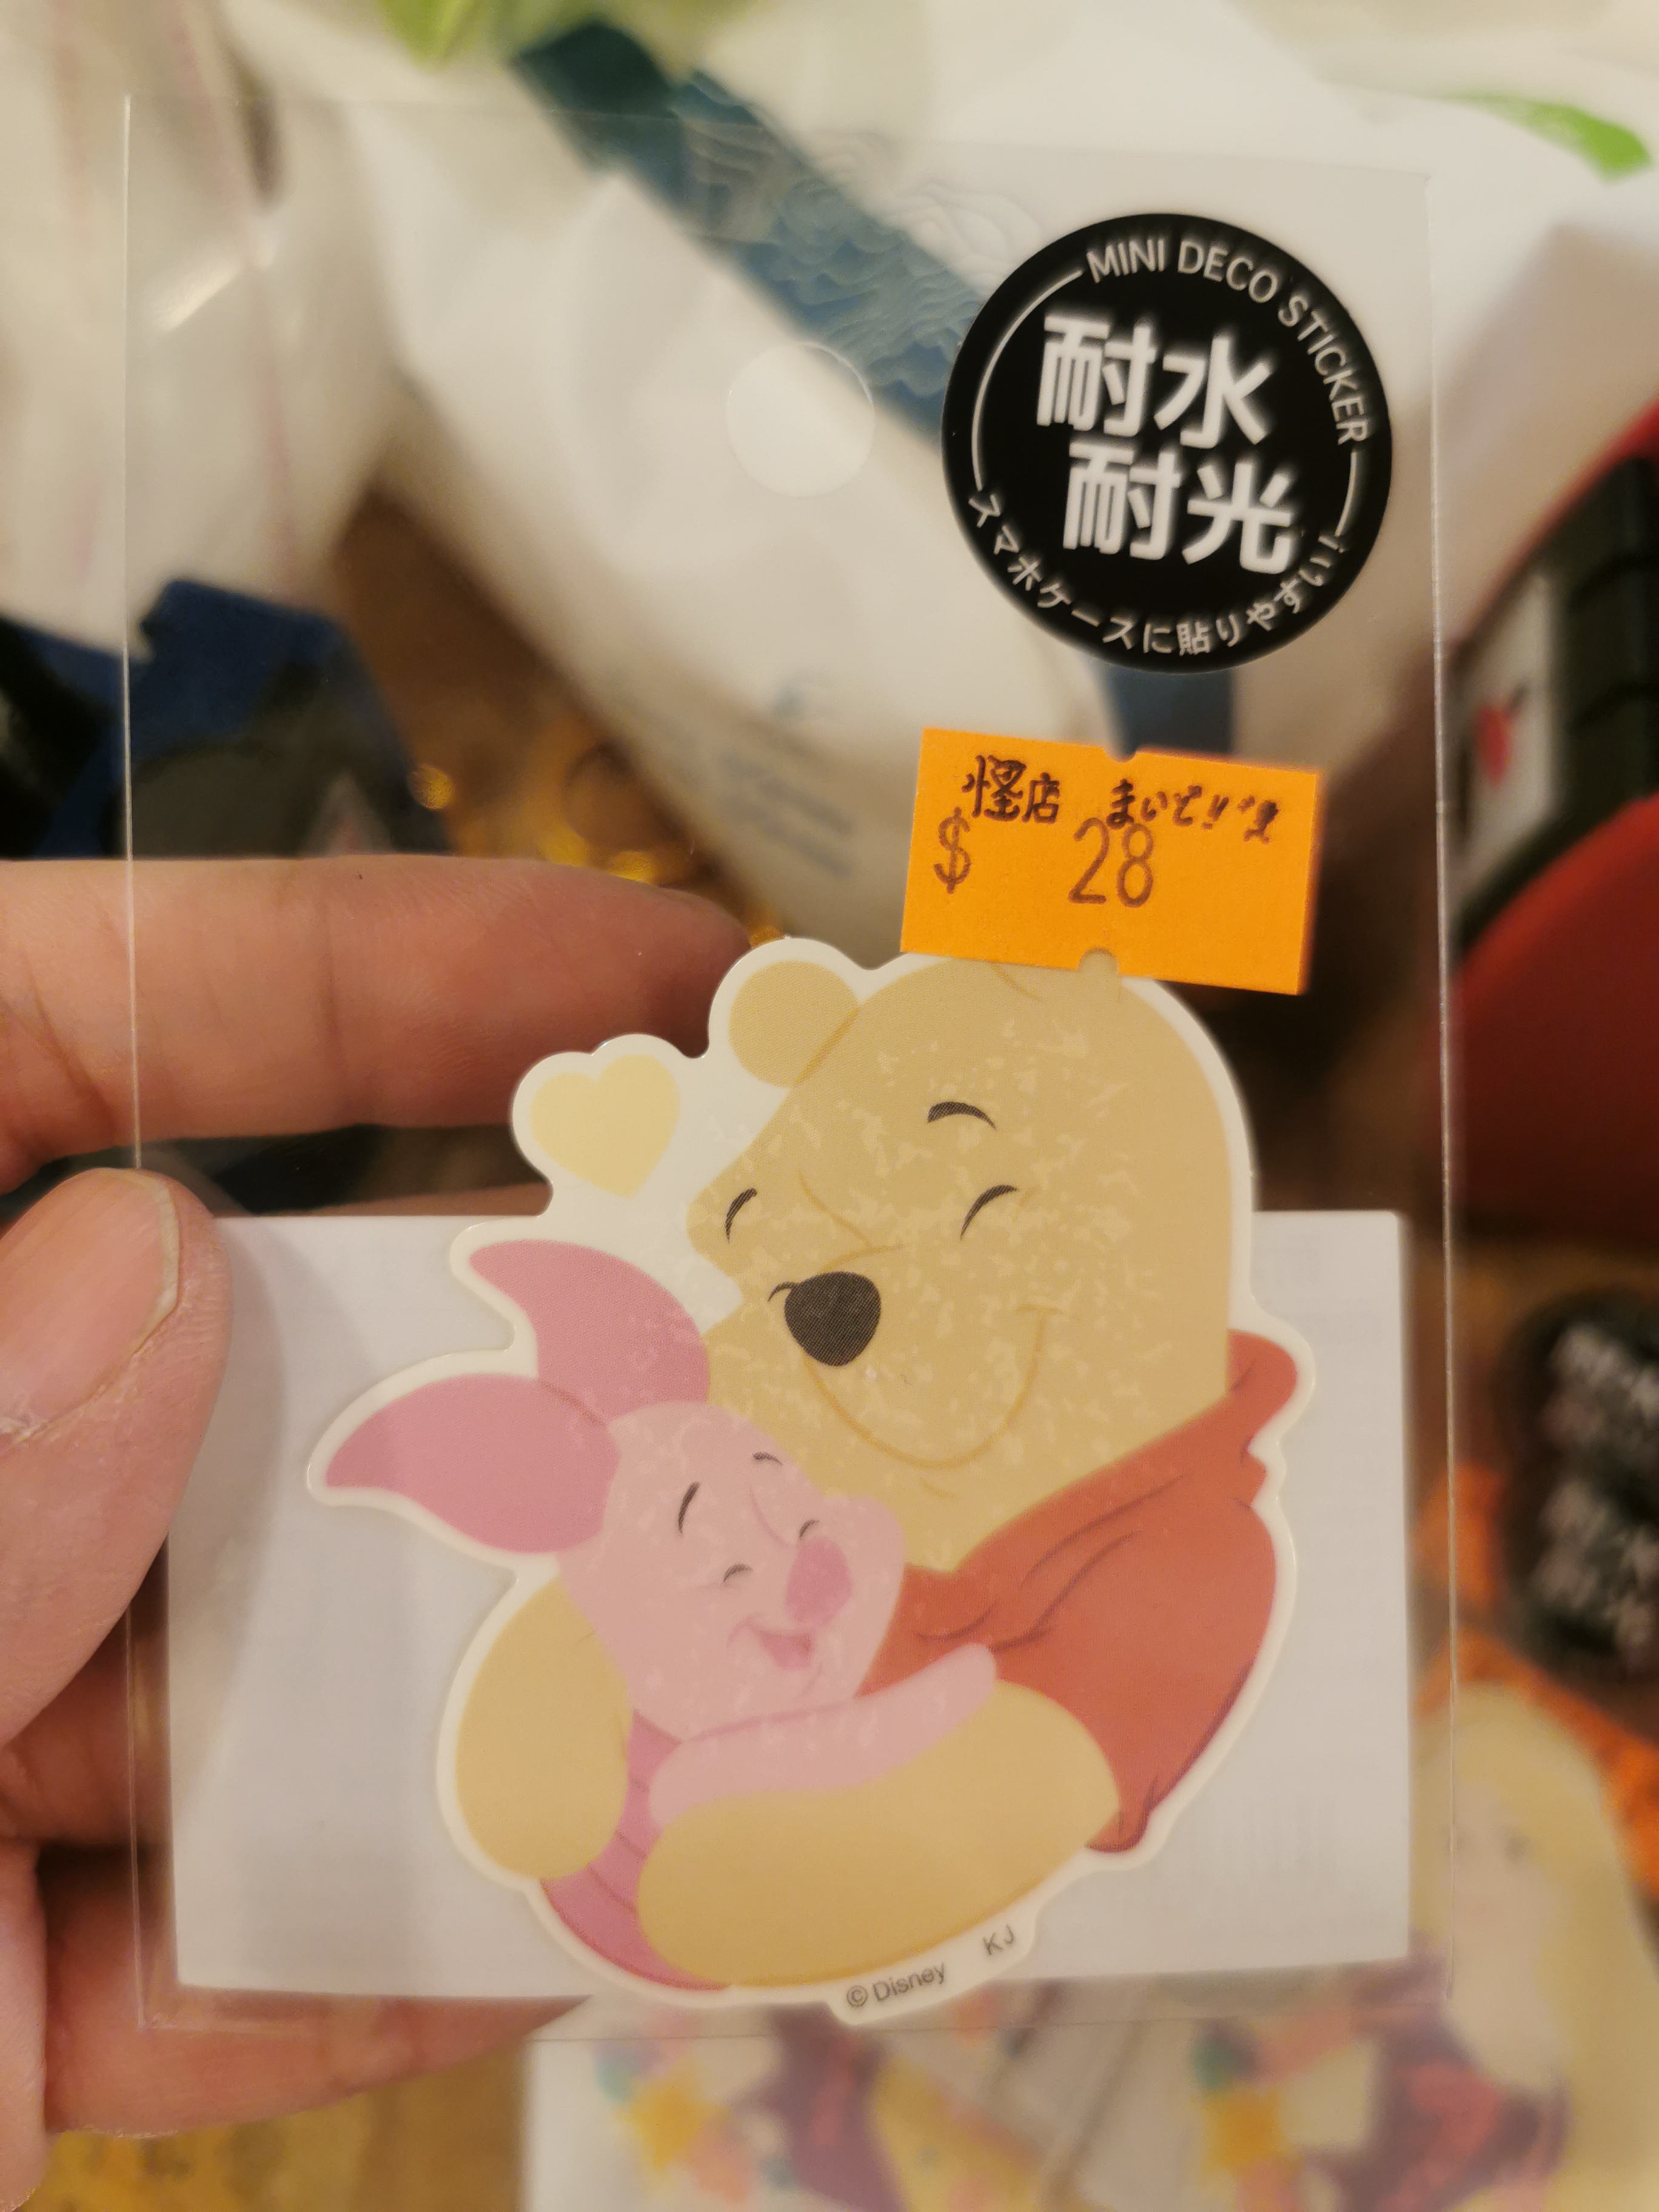 MINI DECO STICKER
耐水
耐光
スマホケースに貼りやすい!
怪店 まいど!!
$ 28
KJ
© Disney